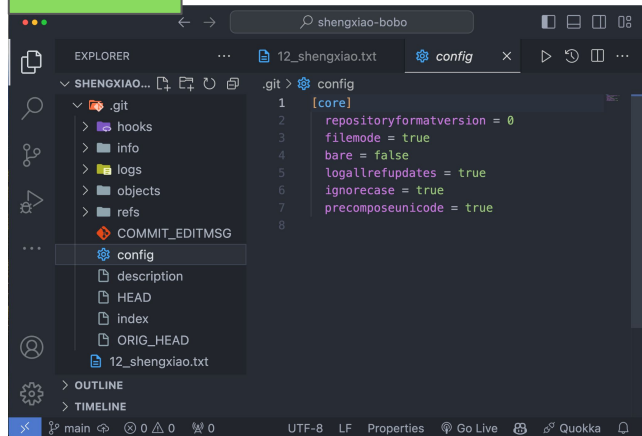 shengxiao-bobo
EXPLORER
12_shengxiao.txt
config
SHENGXIAO...
.git > config
.git
hooks
info
logs
objects
refs
COMMIT_EDITMSG
config
description
HEAD
index
ORIG_HEAD
12_shengxiao.txt
OUTLINE
TIMELINE
1 [core]
2 repositoryformatversion = 0
3 filemode = true
4 bare = false
5 logallrefupdates = true
6 ignorecase = true
7 precomposeunicode = true
8
main 0 0 0 UTF-8 LF Properties Go Live Quokka